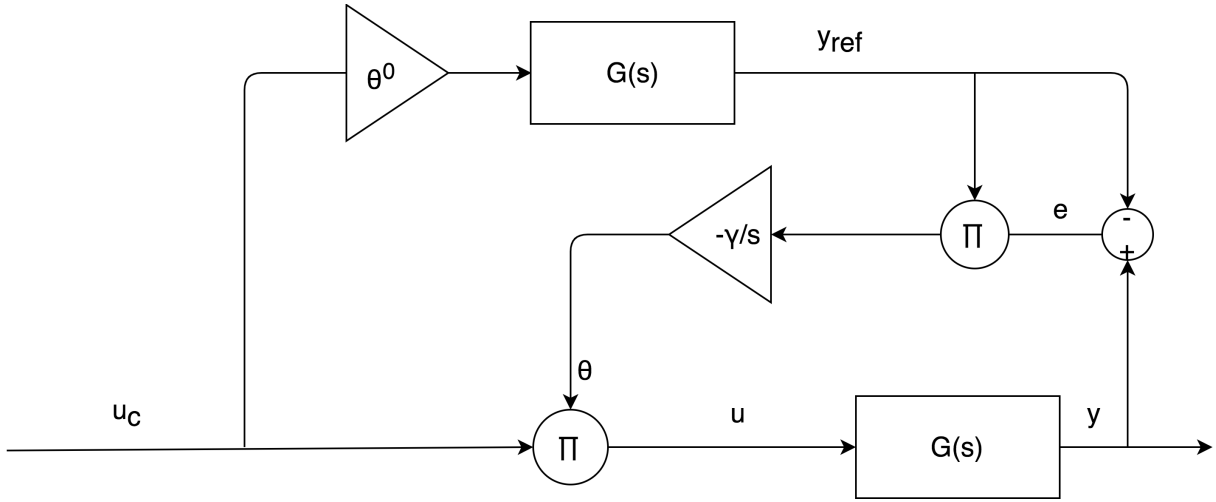 y_ref
θ⁰
G(s)
-
e
∏
-γ/s
+
θ
u_c
u
y
∏
G(s)